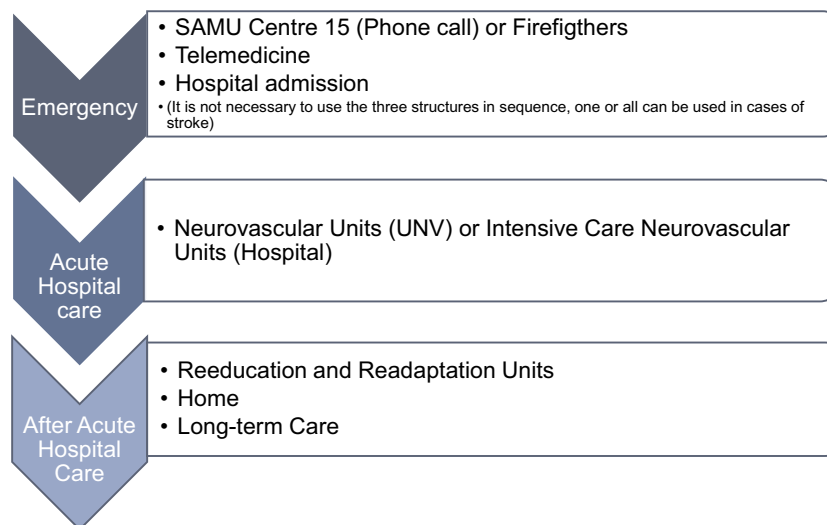 Emergency
• SAMU Centre 15 (Phone call) or Firefigthers
• Telemedicine
• Hospital admission
• (It is not necessary to use the three structures in sequence, one or all can be used in cases of
stroke)
Acute
Hospital
care
• Neurovascular Units (UNV) or Intensive Care Neurovascular
Units (Hospital)
After Acute
Hospital
Care
• Reeducation and Readaptation Units
• Home
• Long-term Care